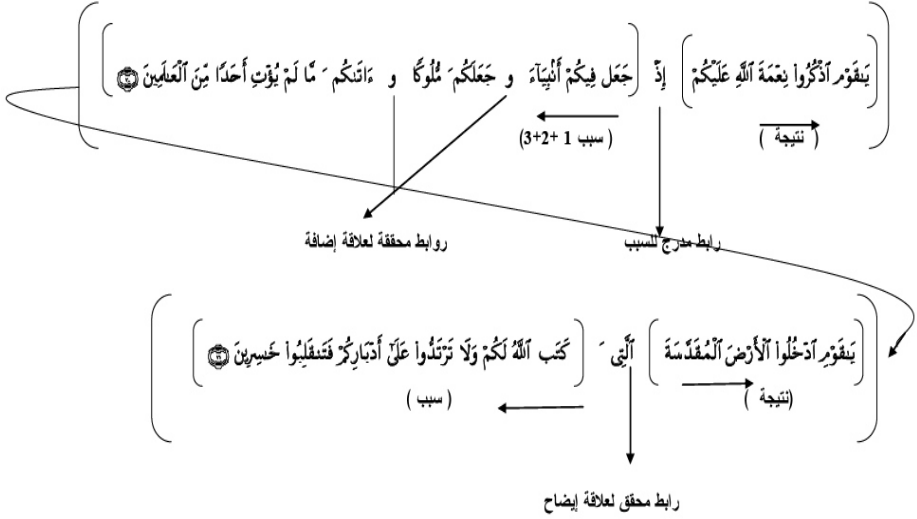 يَٰقَوْمِ ٱذْكُرُوا۟ نِعْمَةَ ٱللَّهِ عَلَيْكُمْ إِذْ جَعَلَ فِيكُمْ أَنۢبِيَآءَ و جَعَلَكُم مُّلُوكًا و ءَاتَىٰكُم مَّا لَمْ يُؤْتِ أَحَدًا مِّنَ ٱلْعَٰلَمِينَ ٢٠
( نتيجة ) ( سبب 1 +2+3)
رابط مدرج للسبب روابط محققة لعلاقة إضافة
يَٰقَوْمِ ٱدْخُلُوا۟ ٱلْأَرْضَ ٱلْمُقَدَّسَةَ ٱلَّتِى كَتَبَ ٱللَّهُ لَكُمْ وَلَا تَرْتَدُّوا۟ عَلَىٰٓ أَدْبَارِكُمْ فَتَنقَلِبُوا۟ خَٰسِرِينَ ٢١
(نتيجة ) ( سبب )
رابط محقق لعلاقة إيضاح